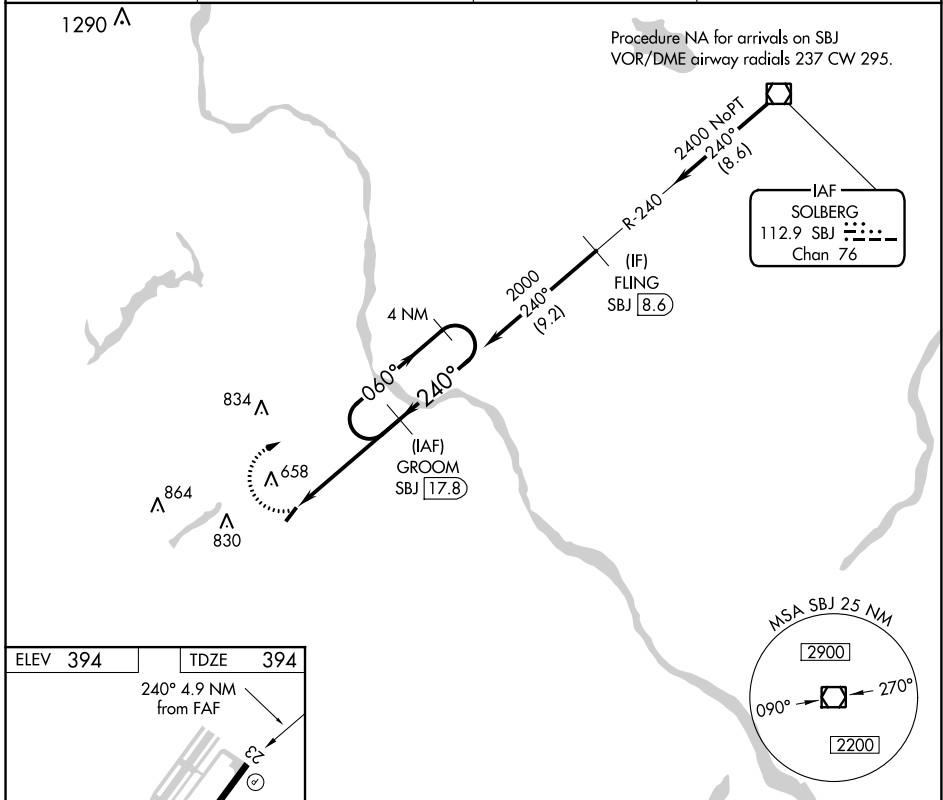 1290
Procedure NA for arrivals on SBJ
VOR/DME airway radials 237 CW 295.
2400 NoPT
240°
(8.6)
R-240
IAF
SOLBERG
112.9 SBJ
Chan 76
(IF)
FLING
SBJ 8.6
2000
240°
(9.2)
4 NM
060°
240°
834
(IAF)
GROOM
SBJ 17.8
658
864
830
MSA SBJ 25 NM
2900
090°
270°
2200
ELEV 394
TDZE 394
240° 4.9 NM
from FAF
23
P